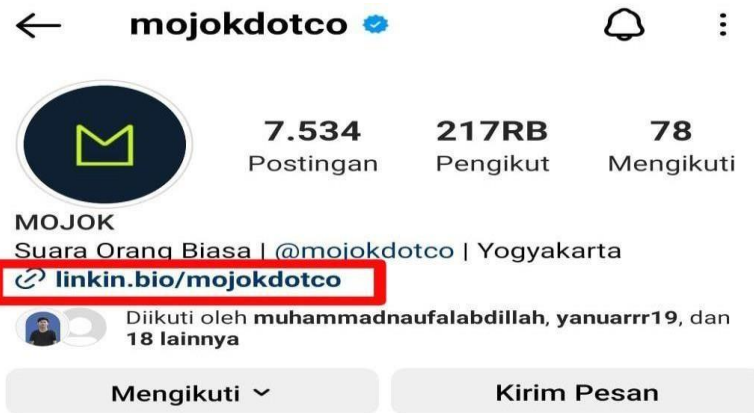 mojokdotco
7.534 217RB 78
Postingan Pengikut Mengikuti
MOJOK
Suara Orang Biasa | @mojokdotco | Yogyakarta
linkin.bio/mojokdotco
Diikuti oleh muhammadnaufalabdillah, yanuarrr19, dan
18 lainnya
Mengikuti Kirim Pesan